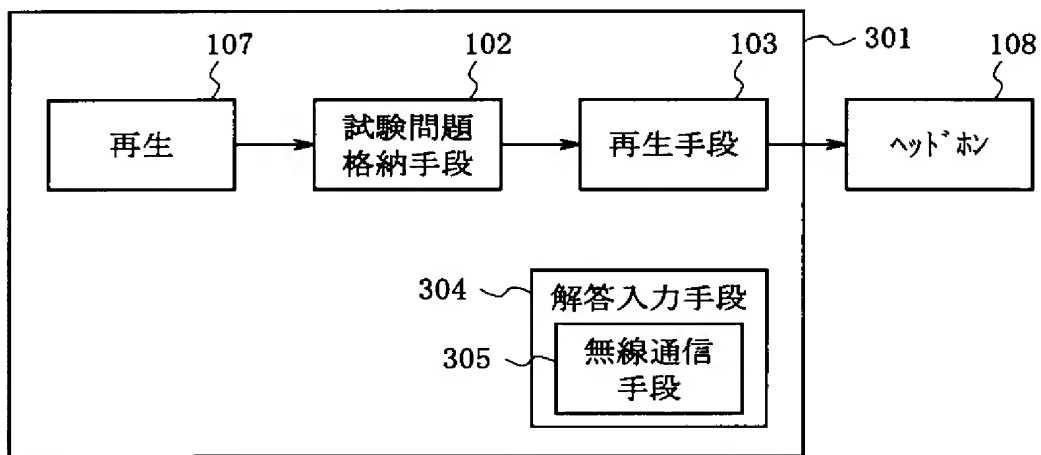 107
102
103
301
108
再生
試験問題
格納手段
再生手段
ヘッドホン
304
解答入力手段
305
無線通信
手段